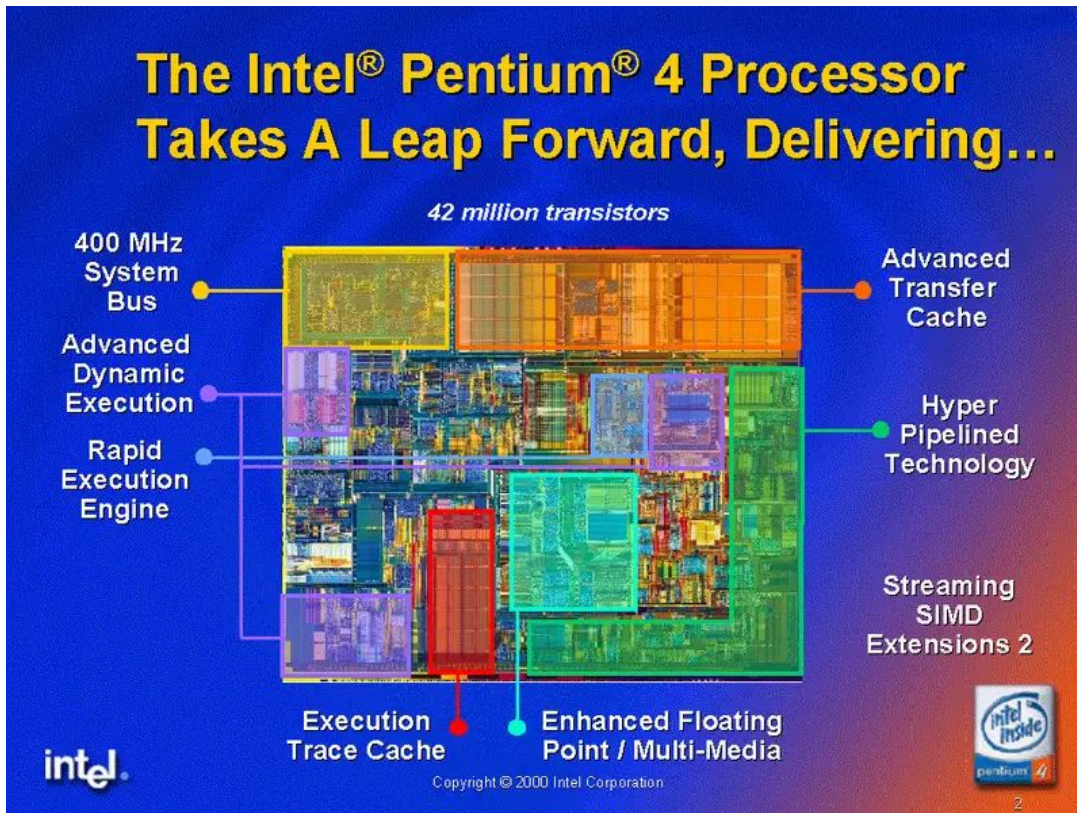 The Intel® Pentium® 4 Processor
Takes A Leap Forward, Delivering…
42 million transistors
400 MHz
System
Bus
Advanced
Dynamic
Execution
Rapid
Execution
Engine
Advanced
Transfer
Cache
Hyper
Pipelined
Technology
Streaming
SIMD
Extensions 2
Execution
Trace Cache
Enhanced Floating
Point / Multi-Media
intel®
Copyright © 2000 Intel Corporation
intel
inside
pentium 4
2